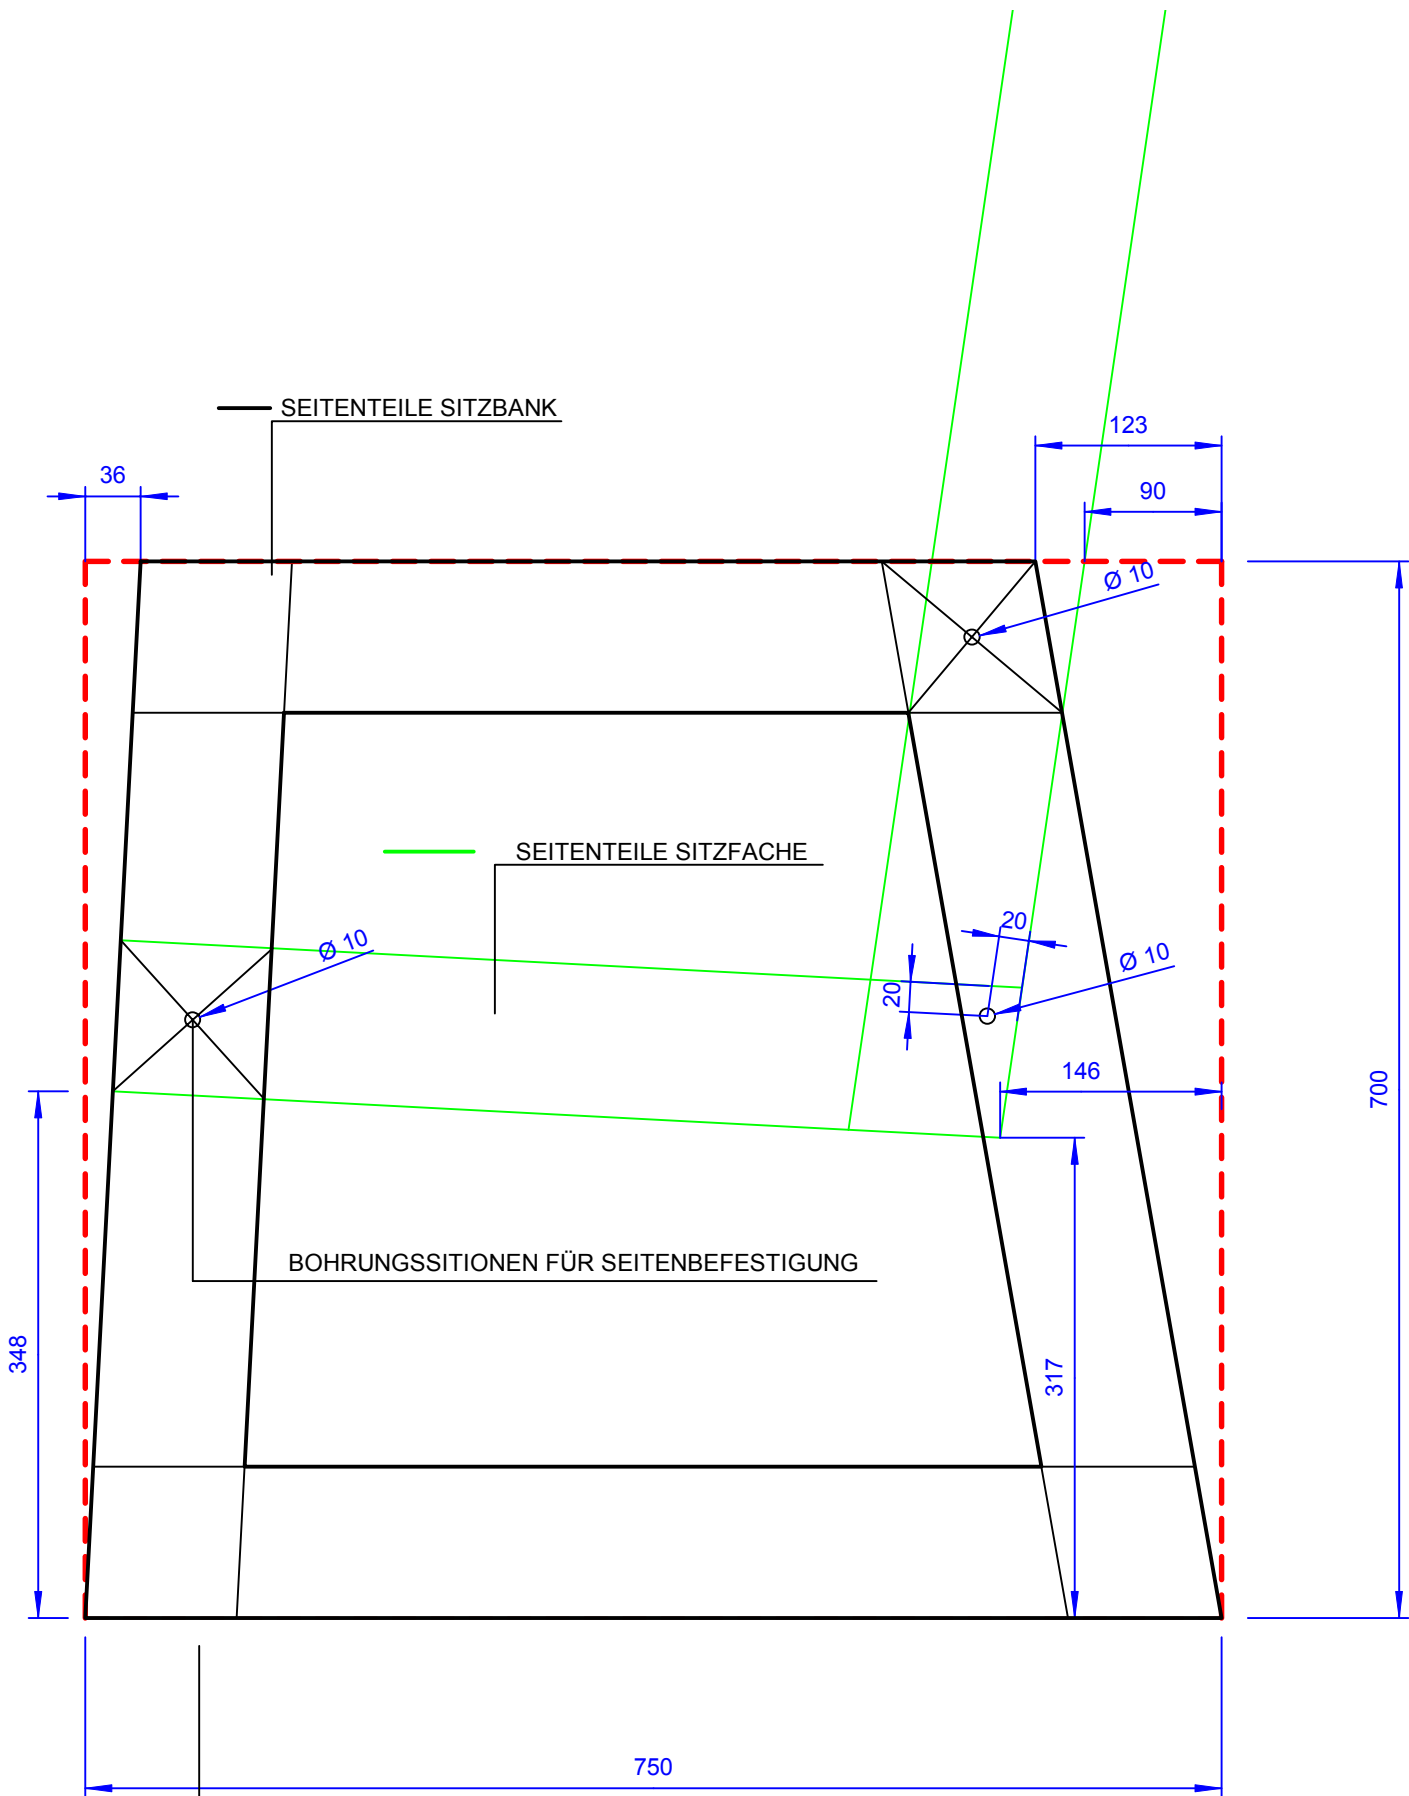 SEITENTEILE SITZBANK
123
36
90
Ø 10
SEITENTEILE SITZFACHE
20
Ø 10
Ø 10
20
146
700
BOHRUNGSSITIONEN FÜR SEITENBEFESTIGUNG
348
317
750